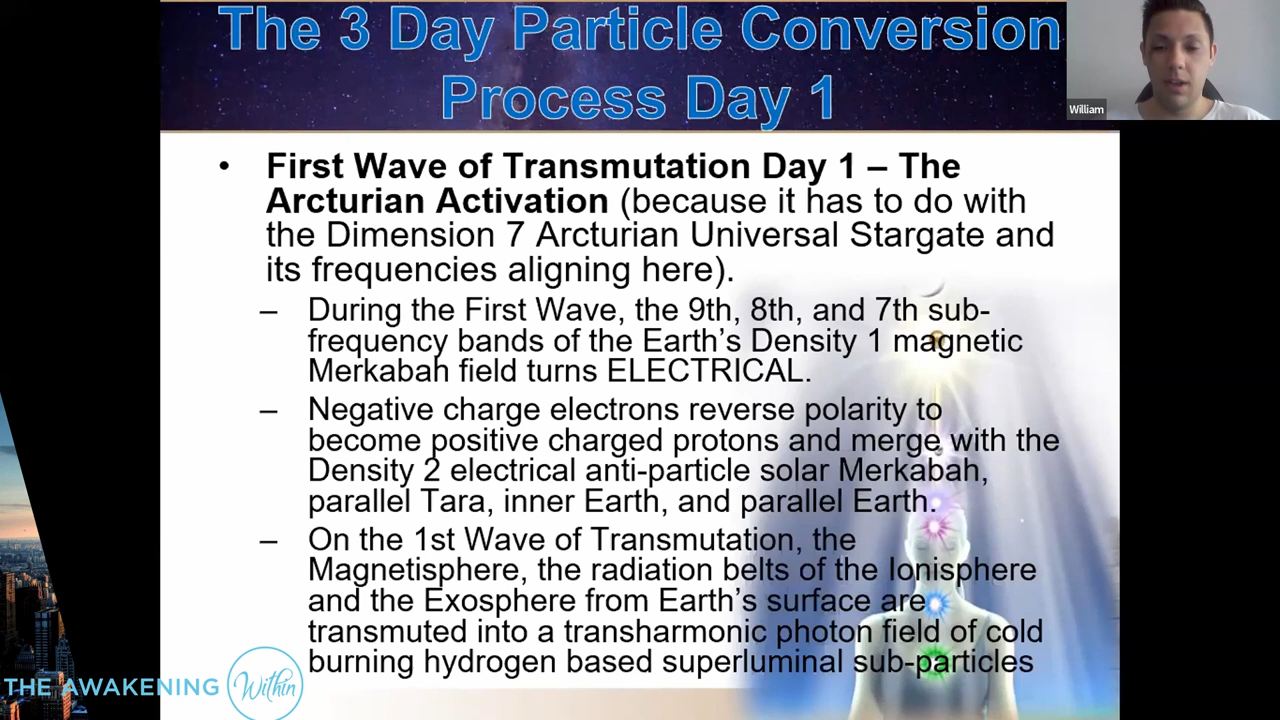 The 3 Day Particle Conversion
Process Day 1
William
• First Wave of Transmutation Day 1 – The
Arcturian Activation (because it has to do with
the Dimension 7 Arcturian Universal Stargate and
its frequencies aligning here).
– During the First Wave, the 9th, 8th, and 7th sub-
frequency bands of the Earth's Density 1 magnetic
Merkabah field turns ELECTRICAL.
– Negative charge electrons reverse polarity to
become positive charged protons and merge with the
Density 2 electrical anti-particle solar Merkabah,
parallel Tara, inner Earth, and parallel Earth.
– On the 1st Wave of Transmutation, the
Magnetisphere, the radiation belts of the Ionisphere
and the Exosphere from Earth's surface are
transmuted into a transharmonic photon field of cold
burning hydrogen based superluminal sub-particles
THE AWAKENING Within